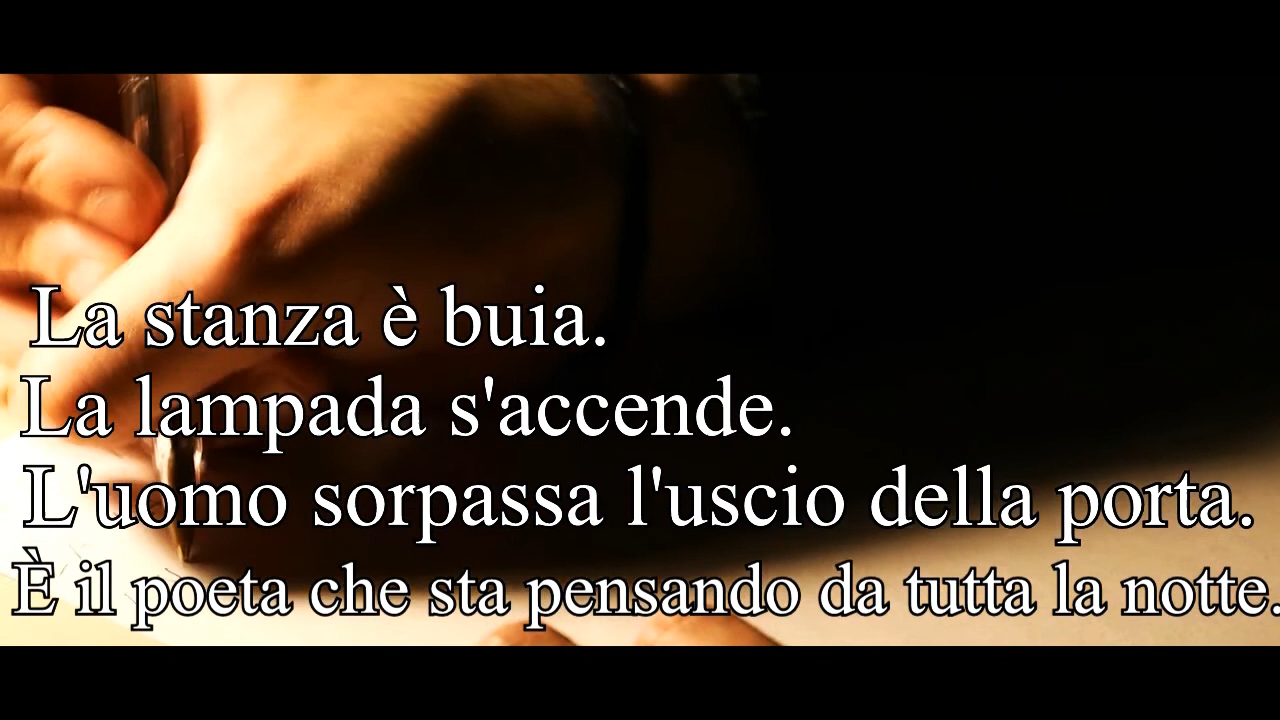 La stanza è buia.
La lampada s'accende.
L'uomo sorpassa l'uscio della porta.
È il poeta che sta pensando da tutta la notte.